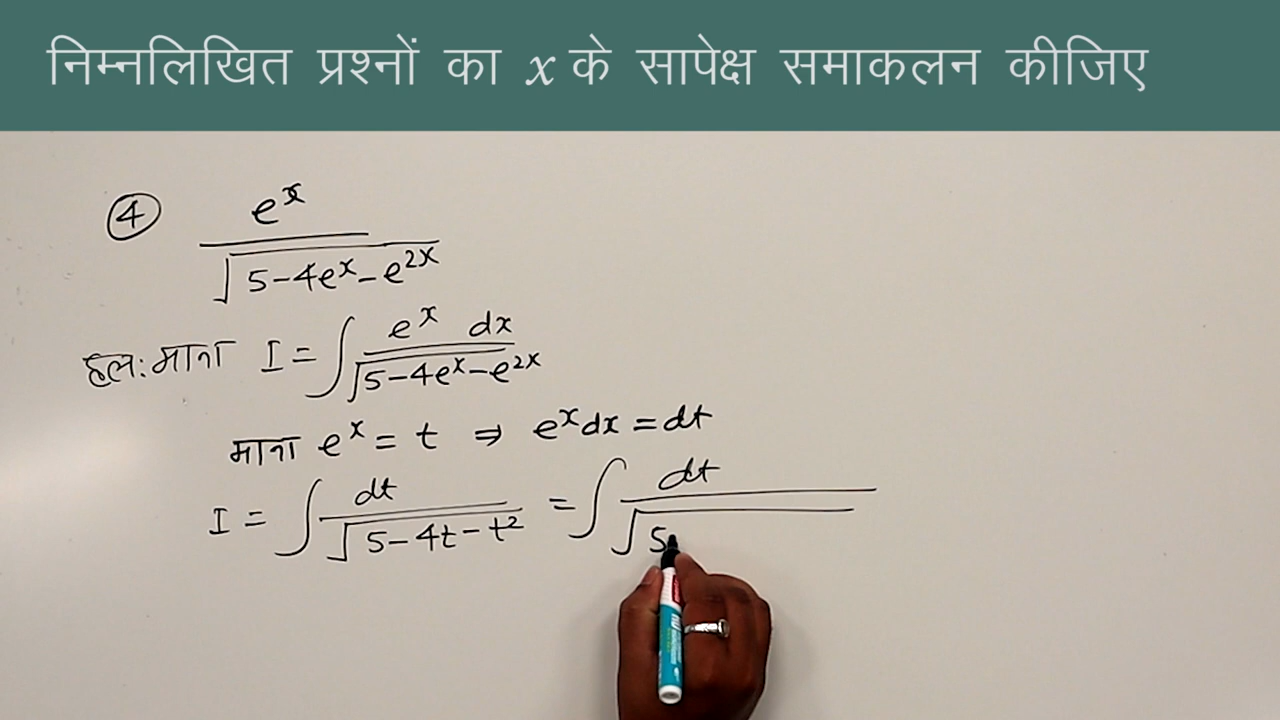 निम्नलिखित प्रश्नों का x के सापेक्ष समाकलन कीजिए
④ e^x / √(5-4e^x-e^2x)
हल: माना I = ∫ e^x dx / √(5-4e^x-e^2x)
माना e^x = t ⇒ e^x dx = dt
I = ∫ dt / √(5-4t-t²) = ∫ dt / √(5